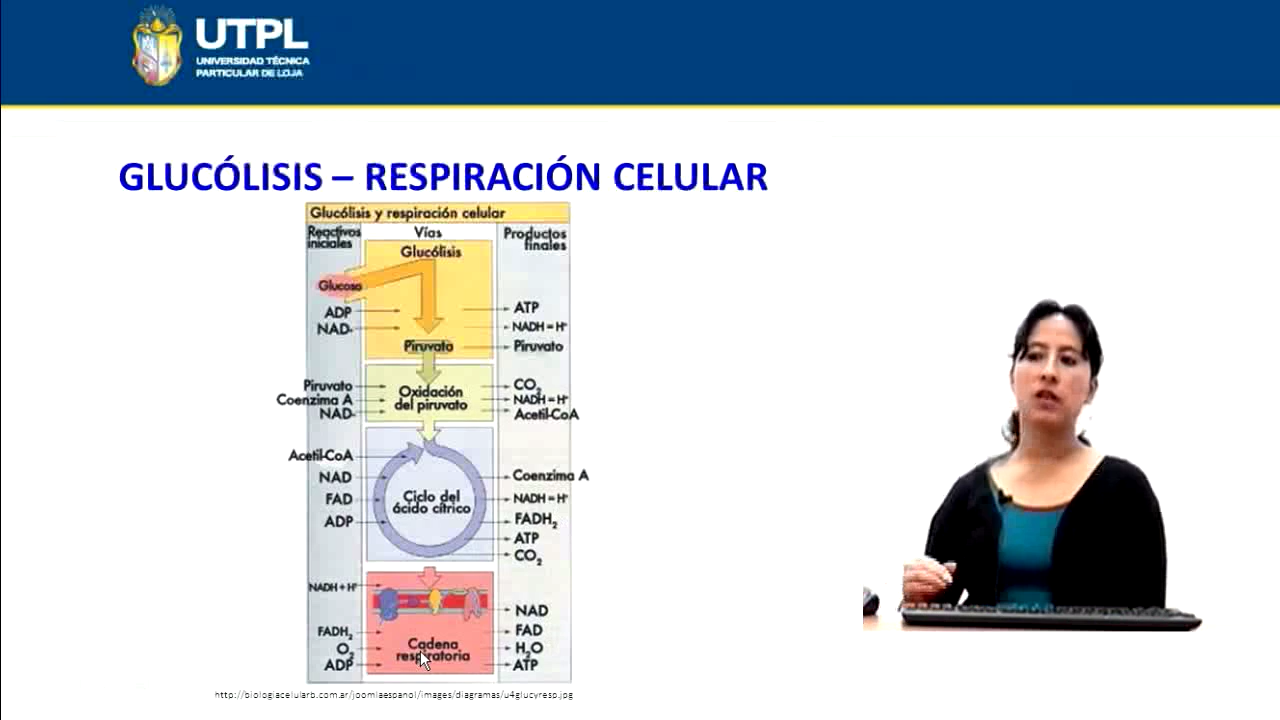 UTPL
UNIVERSIDAD TÉCNICA
PARTICULAR DE LOJA
GLUCÓLISIS – RESPIRACIÓN CELULAR
Glucólisis y respiración celular
Reactivos
iniciales
Vías
Productos
finales
Glucólisis
Glucosa
ADP
ATP
NAD-
NADH = H+
Piruvato
Piruvato
Piruvato
Coenzima A
NAD-
Oxidación
del piruvato
CO2
NADH = H+
Acetil-CoA
Acetil-CoA
NAD
FAD
ADP
Ciclo del
ácido cítrico
Coenzima A
NADH = H+
FADH2
ATP
CO2
NADH + H+
FADH2
O2
ADP
Cadena
respiratoria
NAD
FAD
H2O
ATP
http://biologiacelularb.com.ar/joomlaespanol/images/diagramas/u4glucyresp.jpg